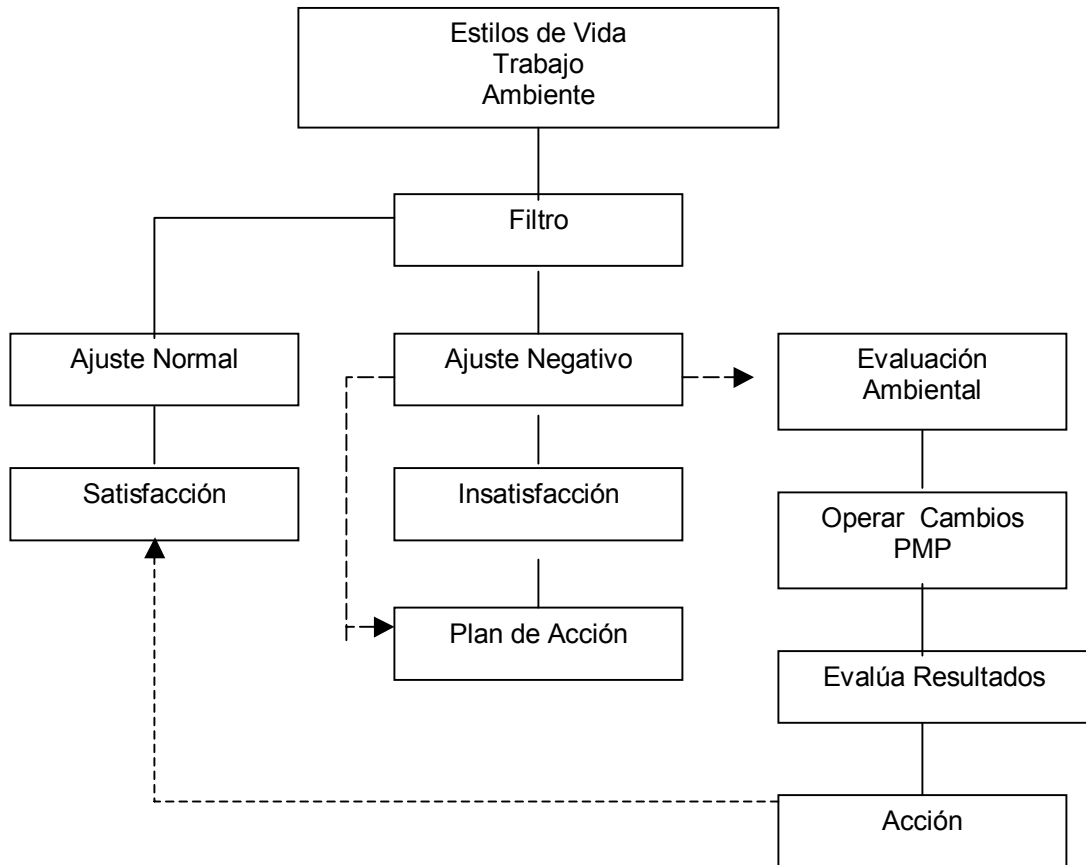 Estilos de Vida
Trabajo
Ambiente
Filtro
Ajuste Normal
Ajuste Negativo
Evaluación
Ambiental
Satisfacción
Insatisfacción
Operar Cambios
PMP
Plan de Acción
Evalúa Resultados
Acción